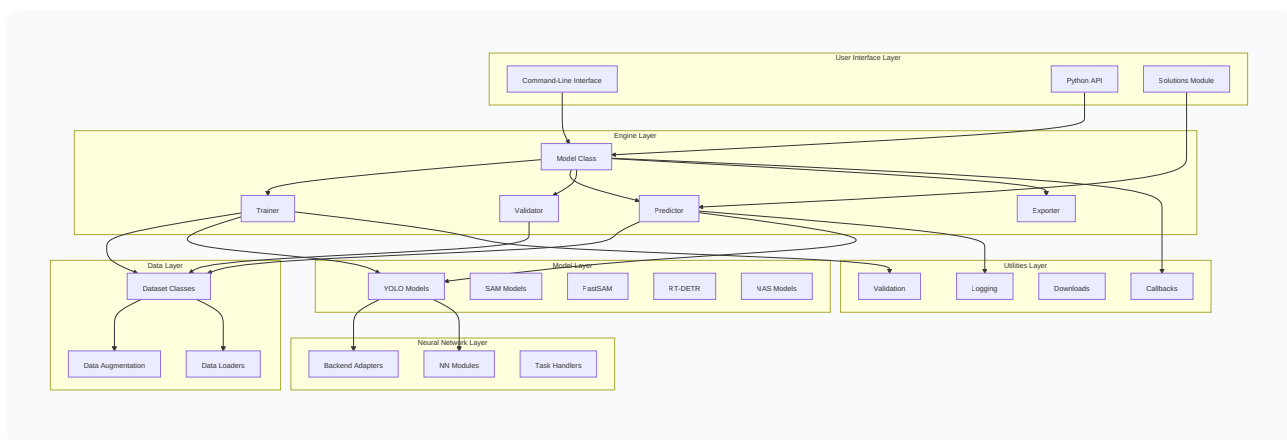 User Interface Layer
Command-Line Interface
Python API
Solutions Module
Engine Layer
Model Class
Trainer
Validator
Predictor
Exporter
Data Layer
Model Layer
Utilities Layer
Dataset Classes
YOLO Models
SAM Models
FastSAM
RT-DETR
NAS Models
Validation
Logging
Downloads
Callbacks
Neural Network Layer
Data Augmentation
Data Loaders
Backend Adapters
NN Modules
Task Handlers